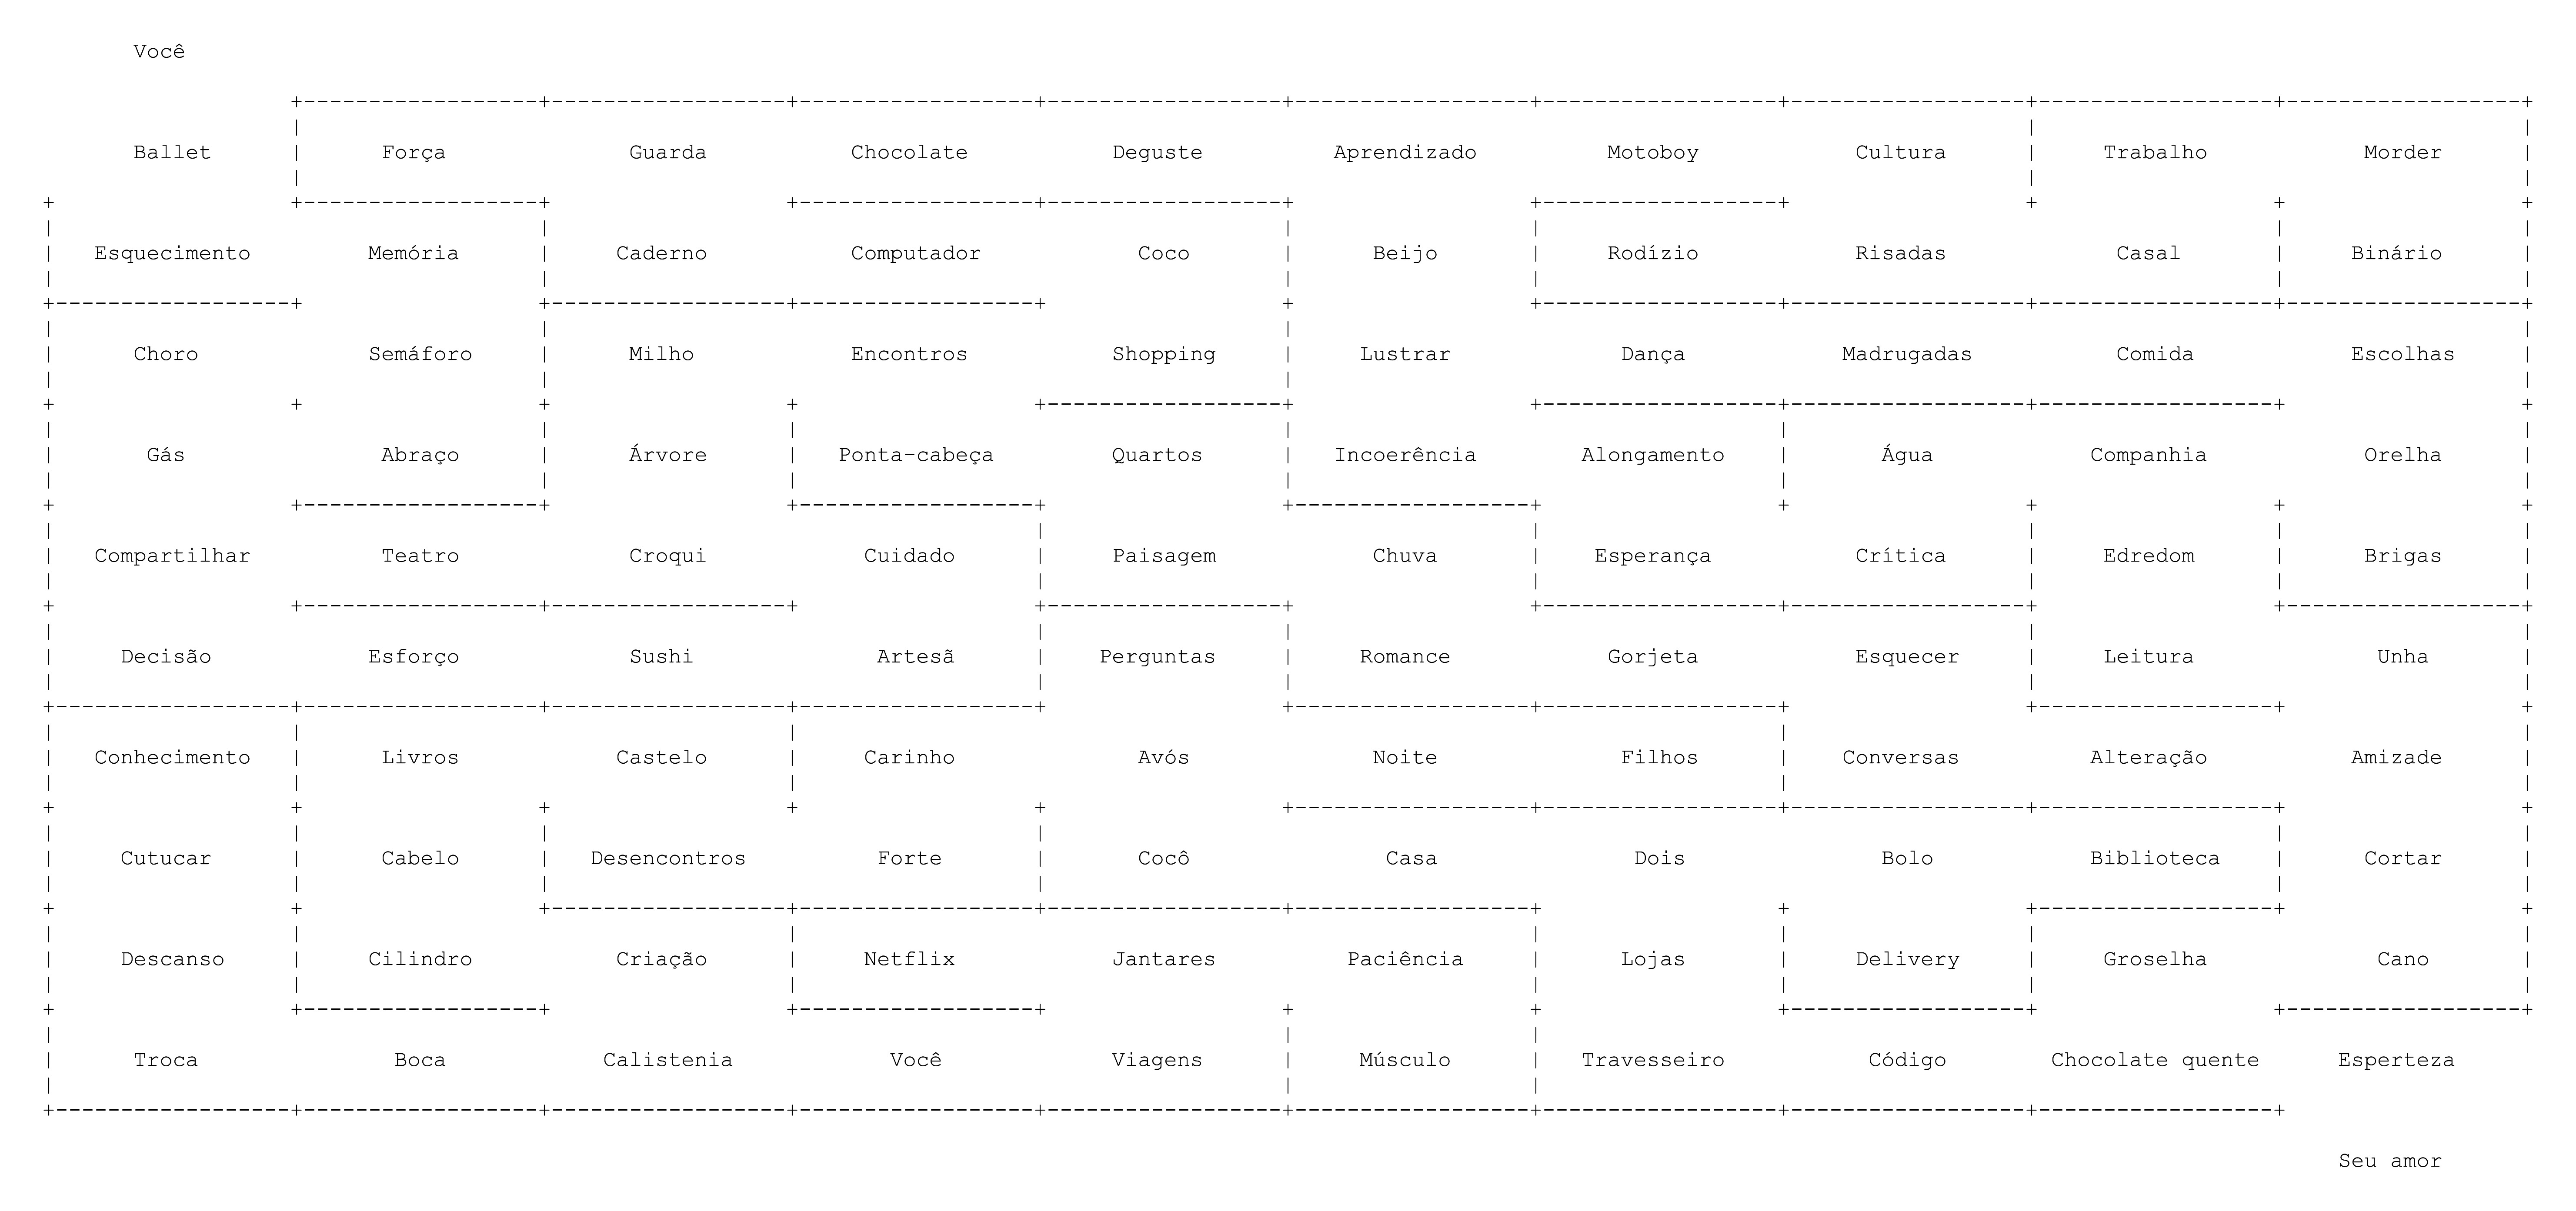 Você
Ballet Força Guarda Chocolate Deguste Aprendizado Motoboy Cultura Trabalho Morder
Esquecimento Memória Caderno Computador Coco Beijo Rodízio Risadas Casal Binário
Choro Semáforo Milho Encontros Shopping Lustrar Dança Madrugadas Comida Escolhas
Gás Abraço Árvore Ponta-cabeça Quartos Incoerência Alongamento Água Companhia Orelha
Compartilhar Teatro Croqui Cuidado Paisagem Chuva Esperança Crítica Edredom Brigas
Decisão Esforço Sushi Artesã Perguntas Romance Gorjeta Esquecer Leitura Unha
Conhecimento Livros Castelo Carinho Avós Noite Filhos Conversas Alteração Amizade
Cutucar Cabelo Desencontros Forte Cocô Casa Dois Bolo Biblioteca Cortar
Descanso Cilindro Criação Netflix Jantares Paciência Lojas Delivery Groselha Cano
Troca Boca Calistenia Você Viagens Músculo Travesseiro Código Chocolate quente Esperteza
Seu amor